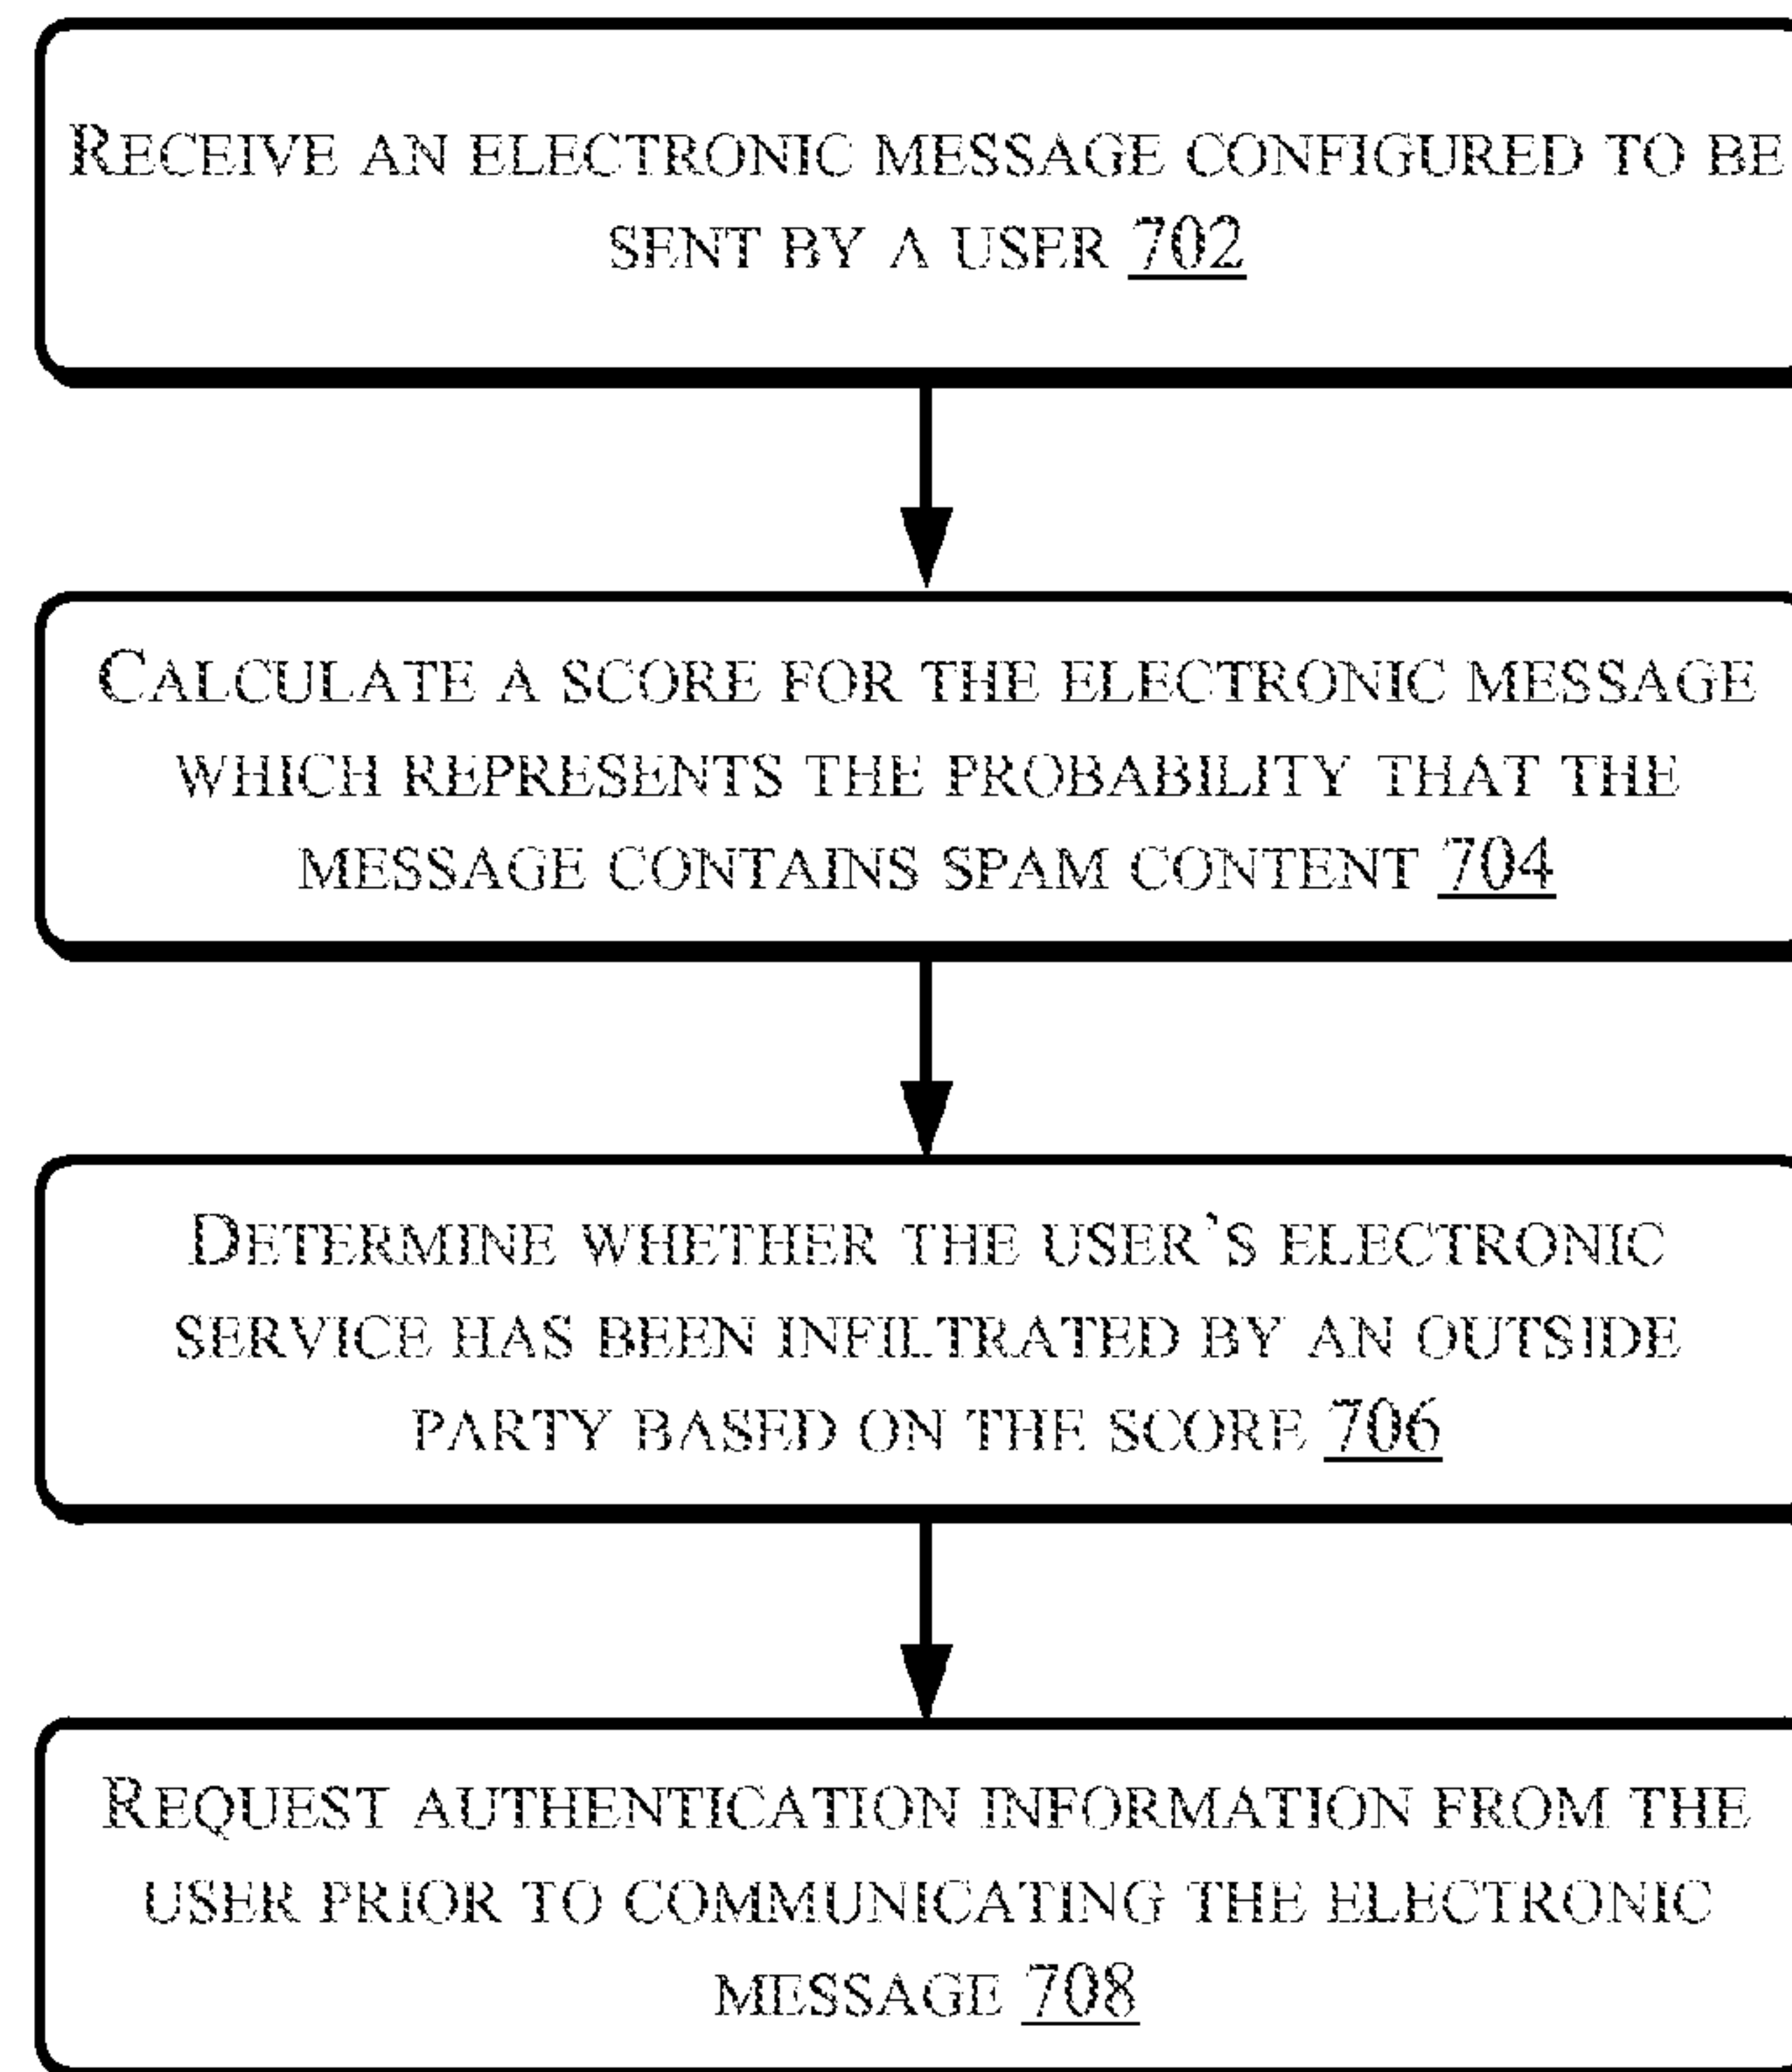 RECEIVE AN ELECTRONIC MESSAGE CONFIGURED TO BE
SENT BY A USER 702
CALCULATE A SCORE FOR THE ELECTRONIC MESSAGE
WHICH REPRESENTS THE PROBABILITY THAT THE
MESSAGE CONTAINS SPAM CONTENT 704
DETERMINE WHETHER THE USER'S ELECTRONIC
SERVICE HAS BEEN INFILTRATED BY AN OUTSIDE
PARTY BASED ON THE SCORE 706
REQUEST AUTHENTICATION INFORMATION FROM THE
USER PRIOR TO COMMUNICATING THE ELECTRONIC
MESSAGE 708